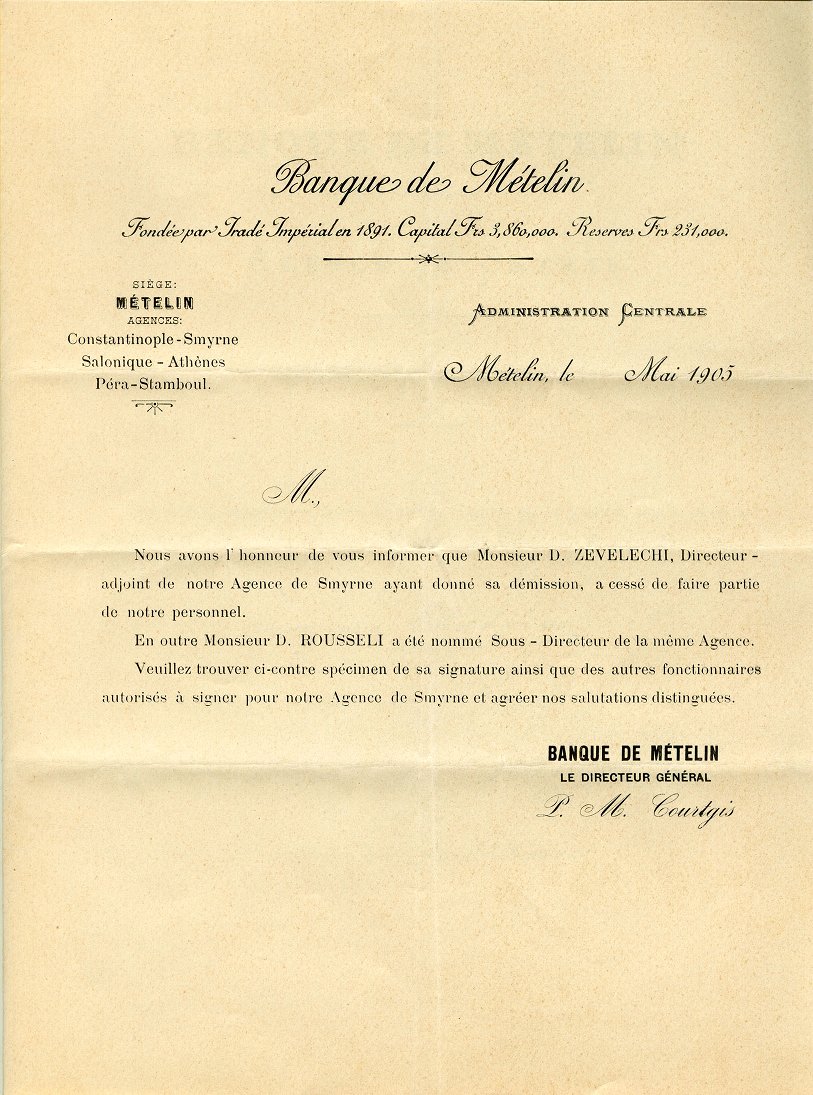 Banque de Mételin.
Fondée par Iradé Impérial en 1891. Capital Frs 3,860,000. Reserves Frs 231,000.
SIÈGE:
MÉTELIN
AGENCES:
Constantinople-Smyrne
Salonique - Athènes
Péra-Stamboul.
ADMINISTRATION CENTRALE
Mételin, le Mai 1905
M.,
Nous avons l'honneur de vous informer que Monsieur D. ZEVELECHI, Directeur -
adjoint de notre Agence de Smyrne ayant donné sa démission, a cessé de faire partie
de notre personnel.
En outre Monsieur D. ROUSSELI a été nommé Sous - Directeur de la même Agence.
Veuillez trouver ci-contre spécimen de sa signature ainsi que des autres fonctionnaires
autorisés à signer pour notre Agence de Smyrne et agréer nos salutations distinguées.
BANQUE DE MÉTELIN
LE DIRECTEUR GÉNÉRAL
P. M. Courtgis